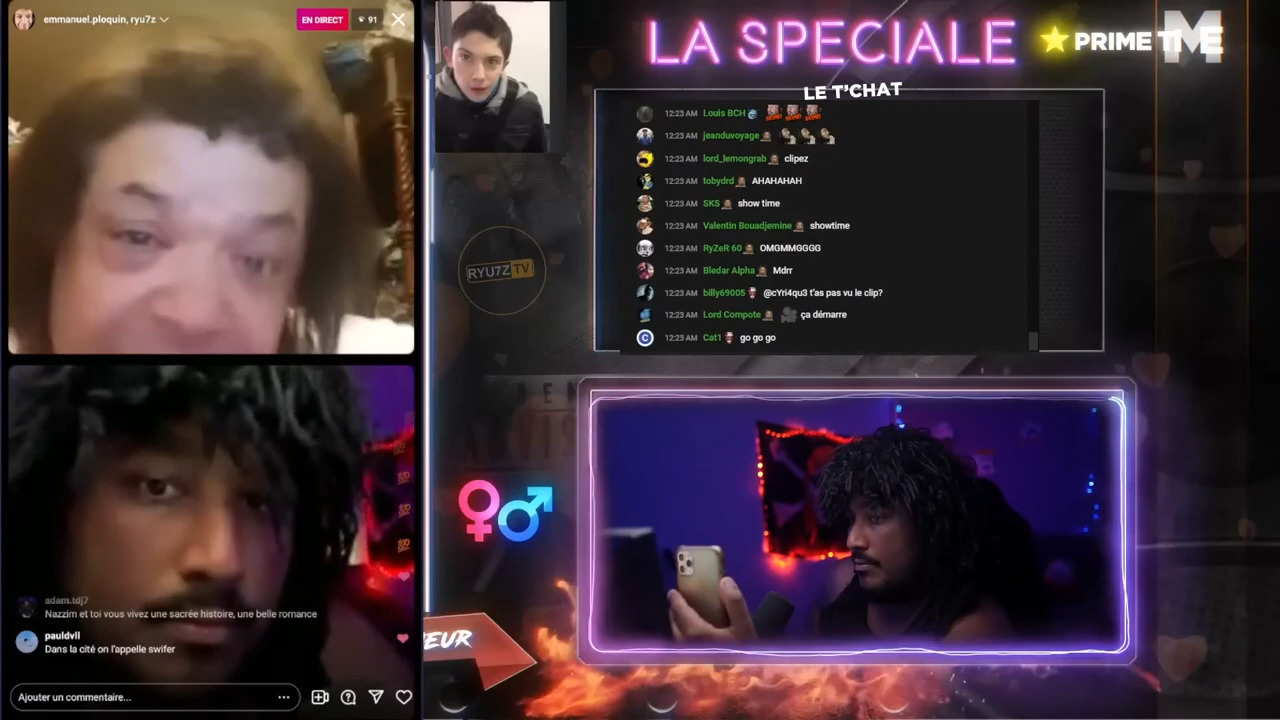 emmanuel.ploquin, ryu7z
EN DIRECT
91
adam.tdj7
Nazzim et toi vous vivez une sacrée histoire, une belle romance
pauldvll
Dans la cité on l'appelle swifer
Ajouter un commentaire...
LA SPECIALE
PRIME TIME
LE T'CHAT
12:23 AM Louis BCH
12:23 AM jeanduvoyage
12:23 AM lord_lemongrab clipez
12:23 AM tobydrd AHAHAHAH
12:23 AM SKS show time
12:23 AM Valentin Bouadjemine showtime
12:23 AM RyZeR 60 OMGMMGGGG
12:23 AM Bledar Alpha Mdrr
12:23 AM billy69005 @cYri4qu3 t'as pas vu le clip?
12:23 AM Lord Compote ça démarre
12:23 AM Cat1 go go go
RYU7Z TV
EUR